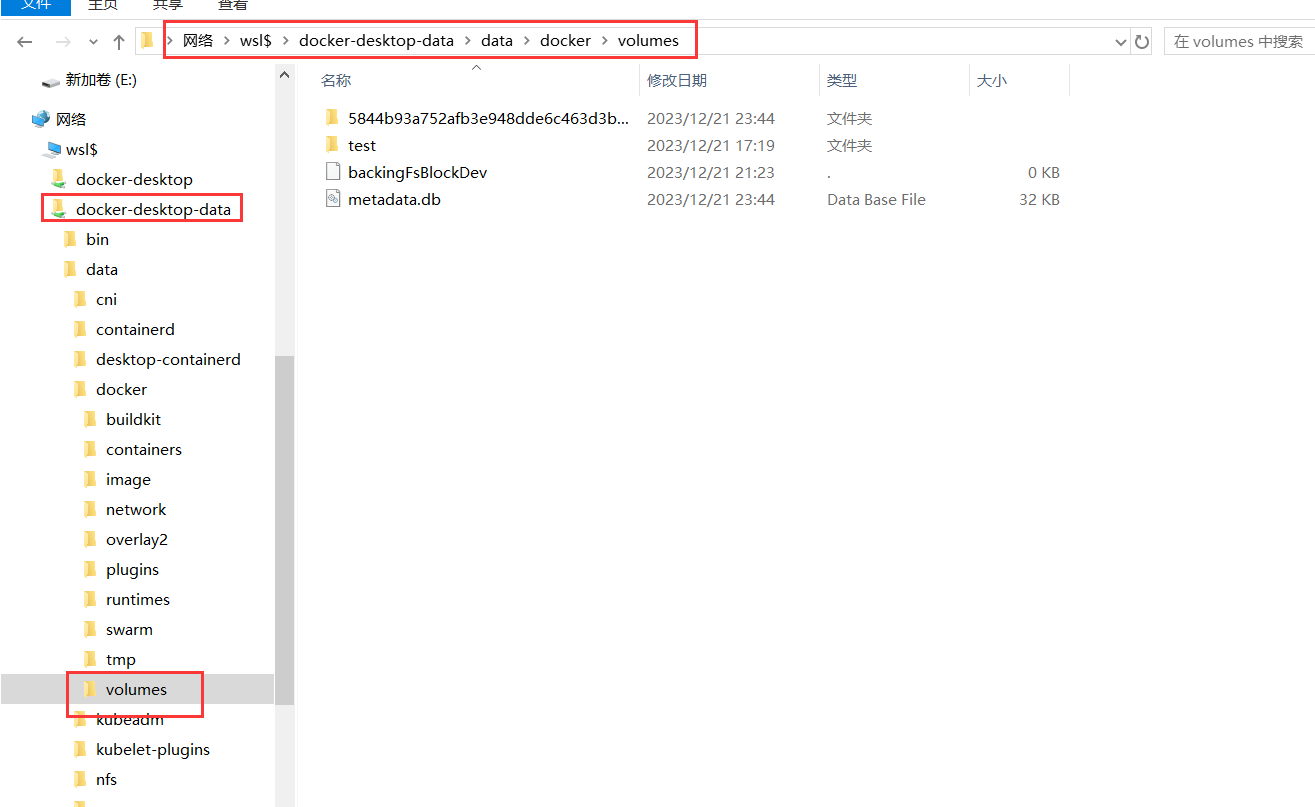 文件 主页 共享 查看
网络 wsl$ docker-desktop-data data docker volumes
在 volumes 中搜索
新加卷 (E:)
网络
wsl$
docker-desktop
docker-desktop-data
bin
data
cni
containerd
desktop-containerd
docker
buildkit
containers
image
network
overlay2
plugins
runtimes
swarm
tmp
volumes
kubeadm
kubelet-plugins
nfs
名称 修改日期 类型 大小
5844b93a752afb3e948dde6c463d3b... 2023/12/21 23:44 文件夹
test 2023/12/21 17:19 文件夹
backingFsBlockDev 2023/12/21 21:23 . 0 KB
metadata.db 2023/12/21 23:44 Data Base File 32 KB